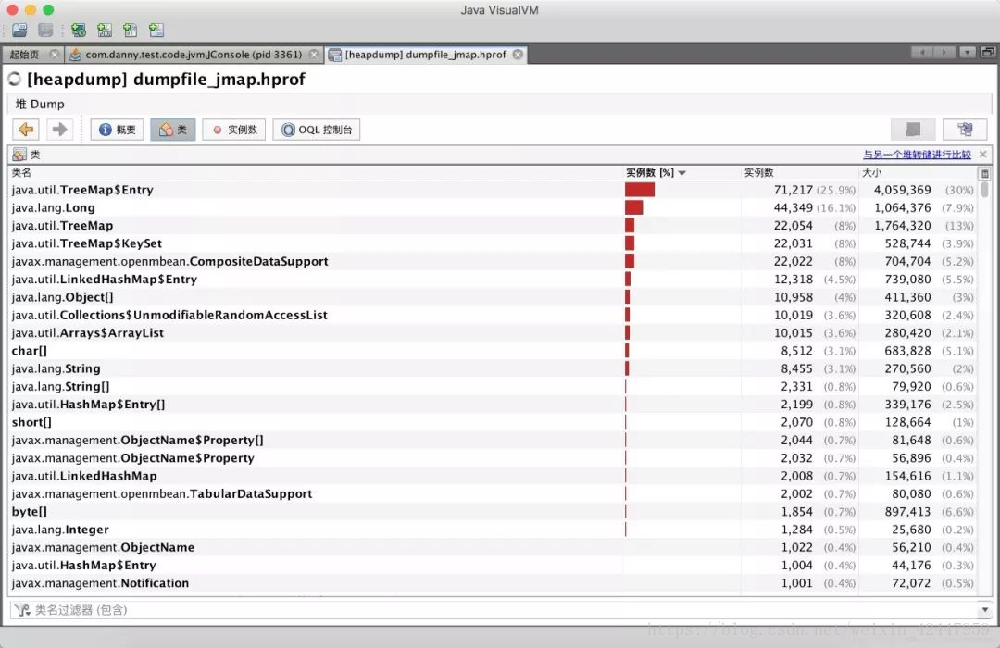 Java VisualVM
起始页 com.danny.test.code.jvm.JConsole (pid 3361) [heapdump] dumpfile_jmap.hprof
[heapdump] dumpfile_jmap.hprof
堆 Dump
概要 类 实例数 OQL 控制台
类 与另一个堆转储进行比较
类名 实例数 [%] 实例数 大小
java.util.TreeMap$Entry 71,217 (25.9%) 4,059,369 (30%)
java.lang.Long 44,349 (16.1%) 1,064,376 (7.9%)
java.util.TreeMap 22,054 (8%) 1,764,320 (13%)
java.util.TreeMap$KeySet 22,031 (8%) 528,744 (3.9%)
javax.management.openmbean.CompositeDataSupport 22,022 (8%) 704,704 (5.2%)
java.util.LinkedHashMap$Entry 12,318 (4.5%) 739,080 (5.5%)
java.lang.Object[] 10,958 (4%) 411,360 (3%)
java.util.Collections$UnmodifiableRandomAccessList 10,019 (3.6%) 320,608 (2.4%)
java.util.Arrays$ArrayList 10,015 (3.6%) 280,420 (2.1%)
char[] 8,512 (3.1%) 683,828 (5.1%)
java.lang.String 8,455 (3.1%) 270,560 (2%)
java.lang.String[] 2,331 (0.8%) 79,920 (0.6%)
java.util.HashMap$Entry[] 2,199 (0.8%) 339,176 (2.5%)
short[] 2,070 (0.8%) 128,664 (1%)
javax.management.ObjectName$Property[] 2,044 (0.7%) 81,648 (0.6%)
javax.management.ObjectName$Property 2,032 (0.7%) 56,896 (0.4%)
java.util.LinkedHashMap 2,008 (0.7%) 154,616 (1.1%)
javax.management.openmbean.TabularDataSupport 2,002 (0.7%) 80,080 (0.6%)
byte[] 1,854 (0.7%) 897,413 (6.6%)
java.lang.Integer 1,284 (0.5%) 25,680 (0.2%)
javax.management.ObjectName 1,022 (0.4%) 56,210 (0.4%)
java.util.HashMap$Entry 1,004 (0.4%) 44,176 (0.3%)
javax.management.Notification 1,001 (0.4%) 72,072 (0.5%)
类名过滤器 (包含)
https://blog.csdn.net/weixin_42447959